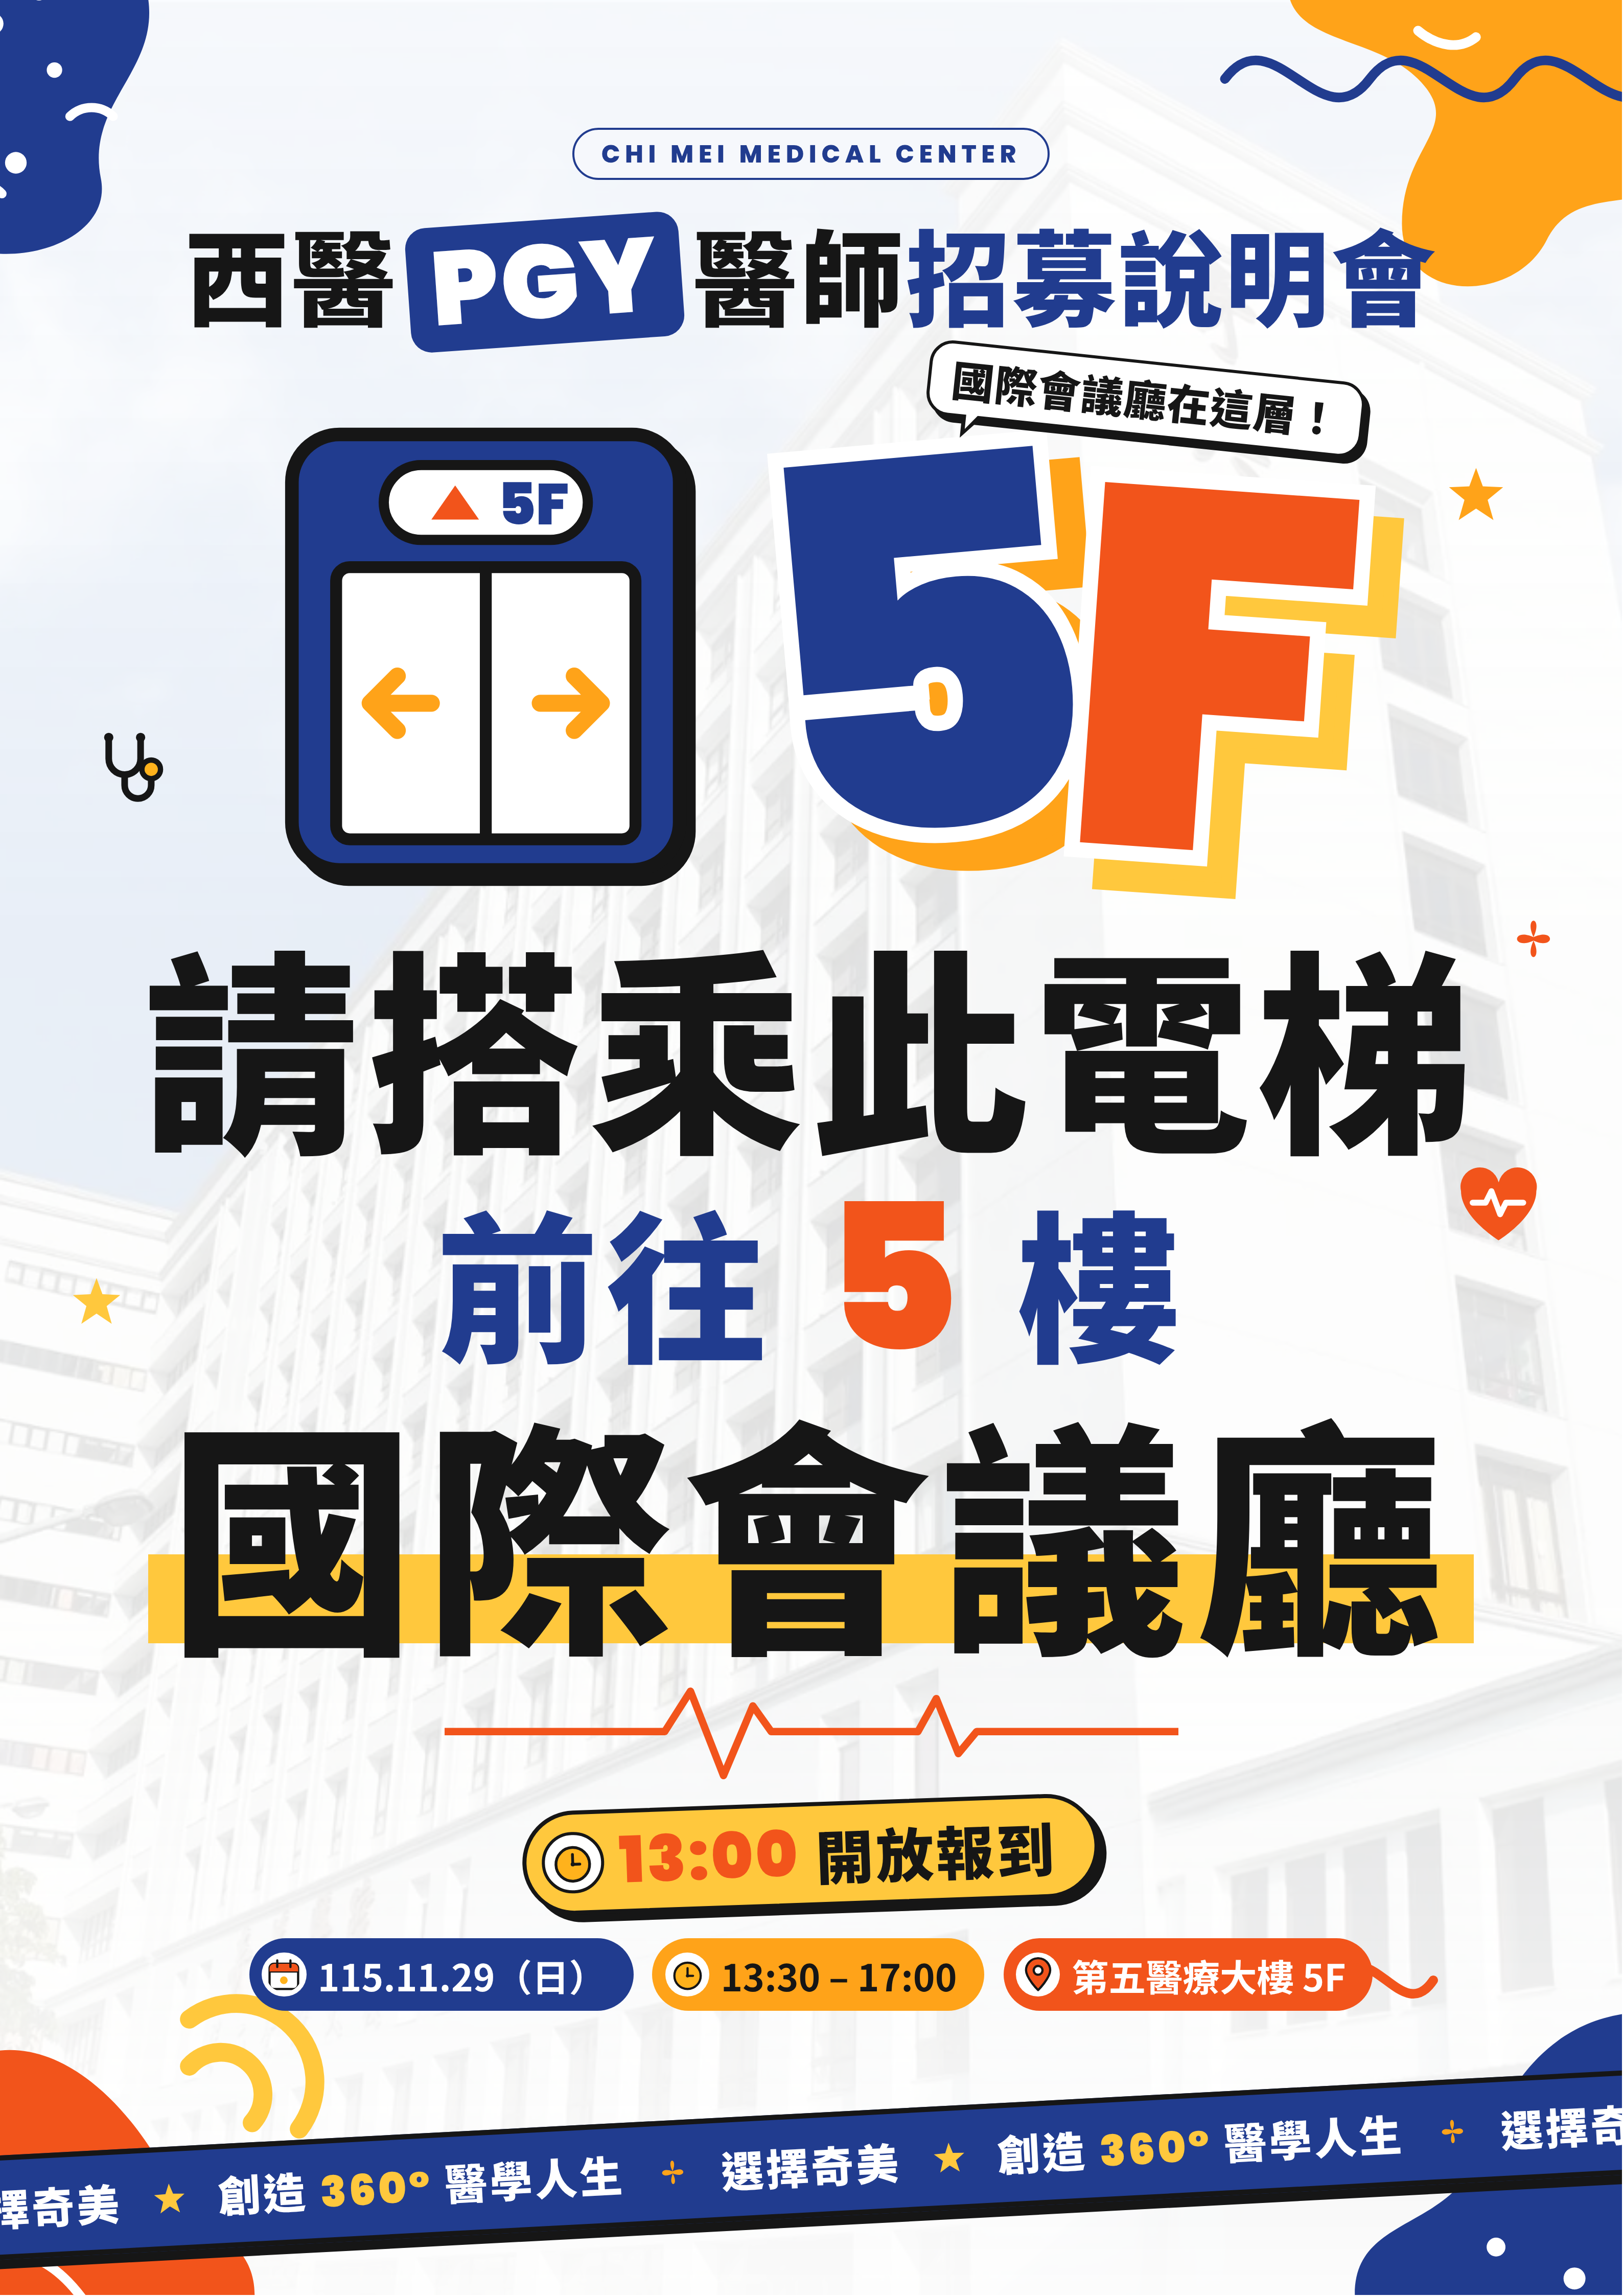 CHI MEI MEDICAL CENTER
西醫 PGY 醫師招募說明會
國際會議廳在這層！
5F
5F
請搭乘此電梯
前往 5 樓
國際會議廳
13:00 開放報到
115.11.29（日）
13:30 – 17:00
第五醫療大樓 5F
擇奇美 創造 360° 醫學人生 選擇奇美 創造 360° 醫學人生 選擇奇